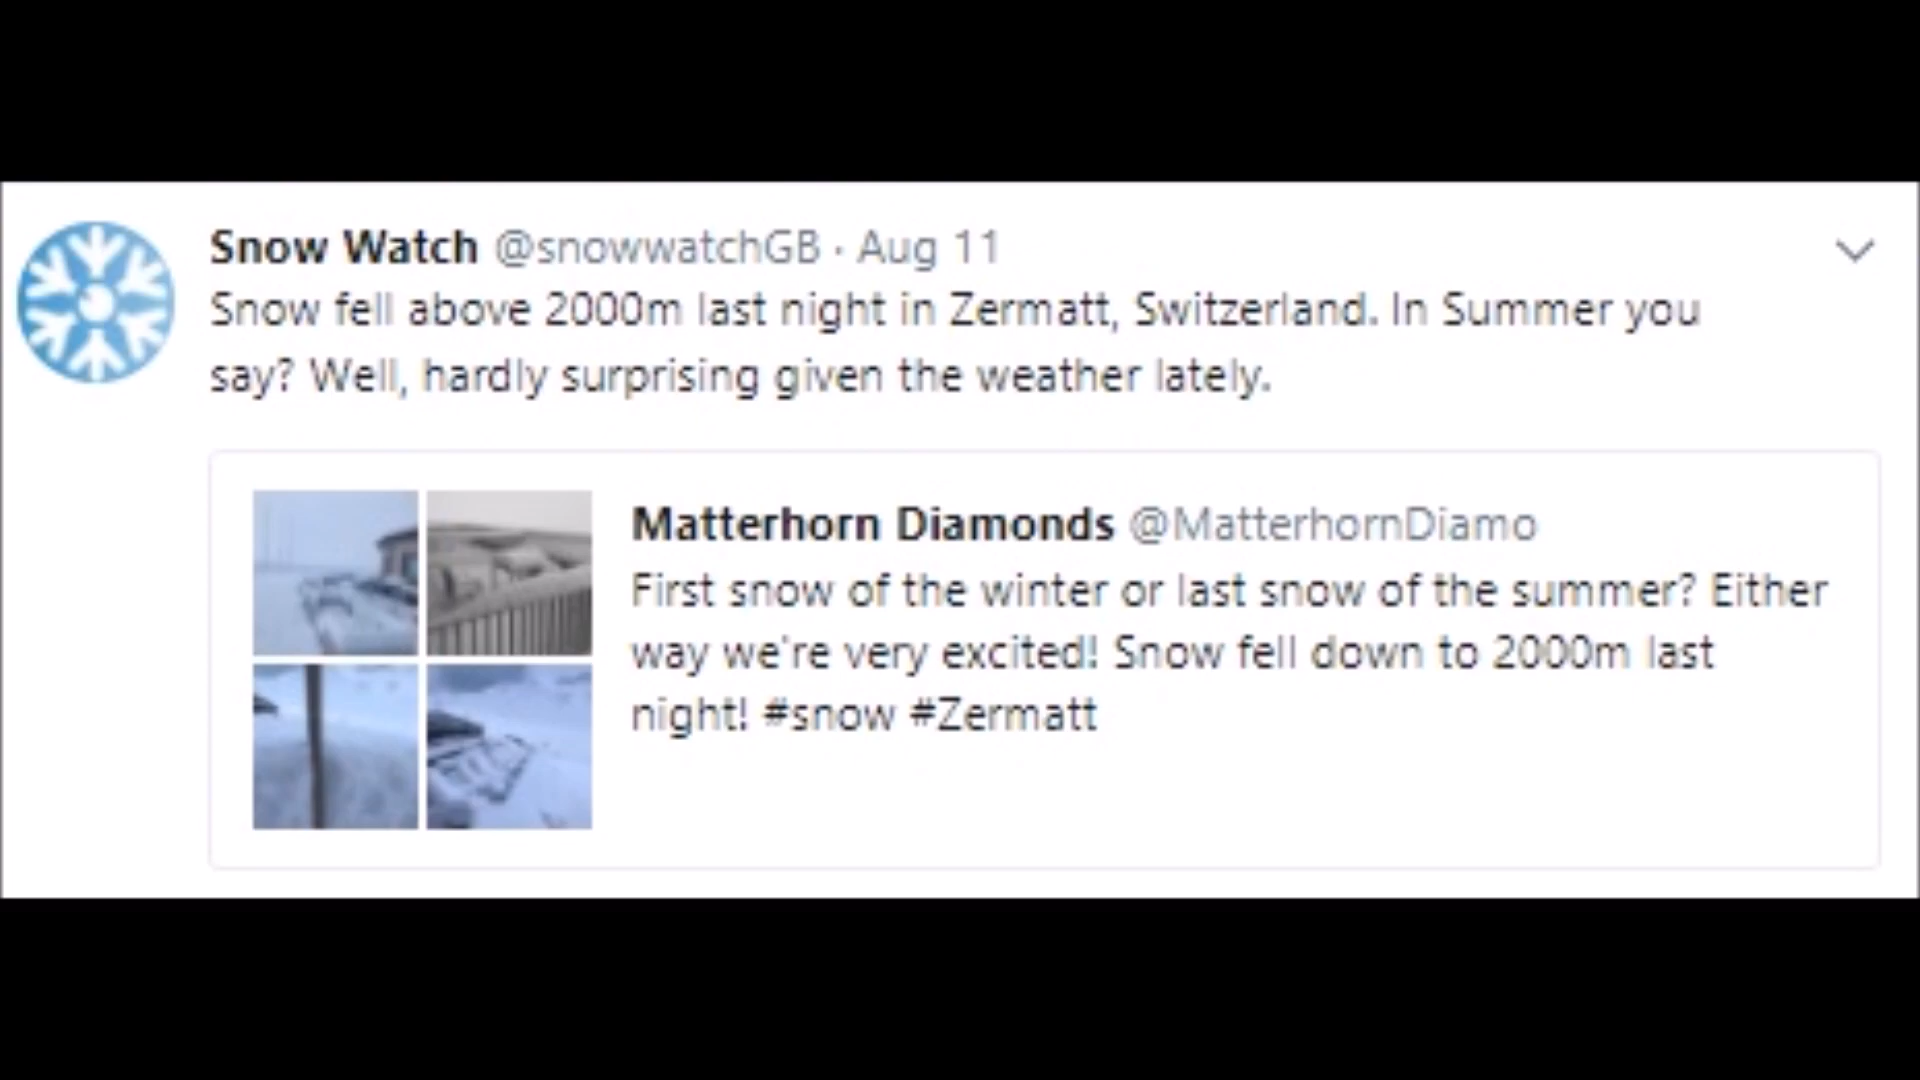 Snow Watch @snowwatchGB · Aug 11
Snow fell above 2000m last night in Zermatt, Switzerland. In Summer you
say? Well, hardly surprising given the weather lately.
Matterhorn Diamonds @MatterhornDiamo
First snow of the winter or last snow of the summer? Either
way we're very excited! Snow fell down to 2000m last
night! #snow #Zermatt